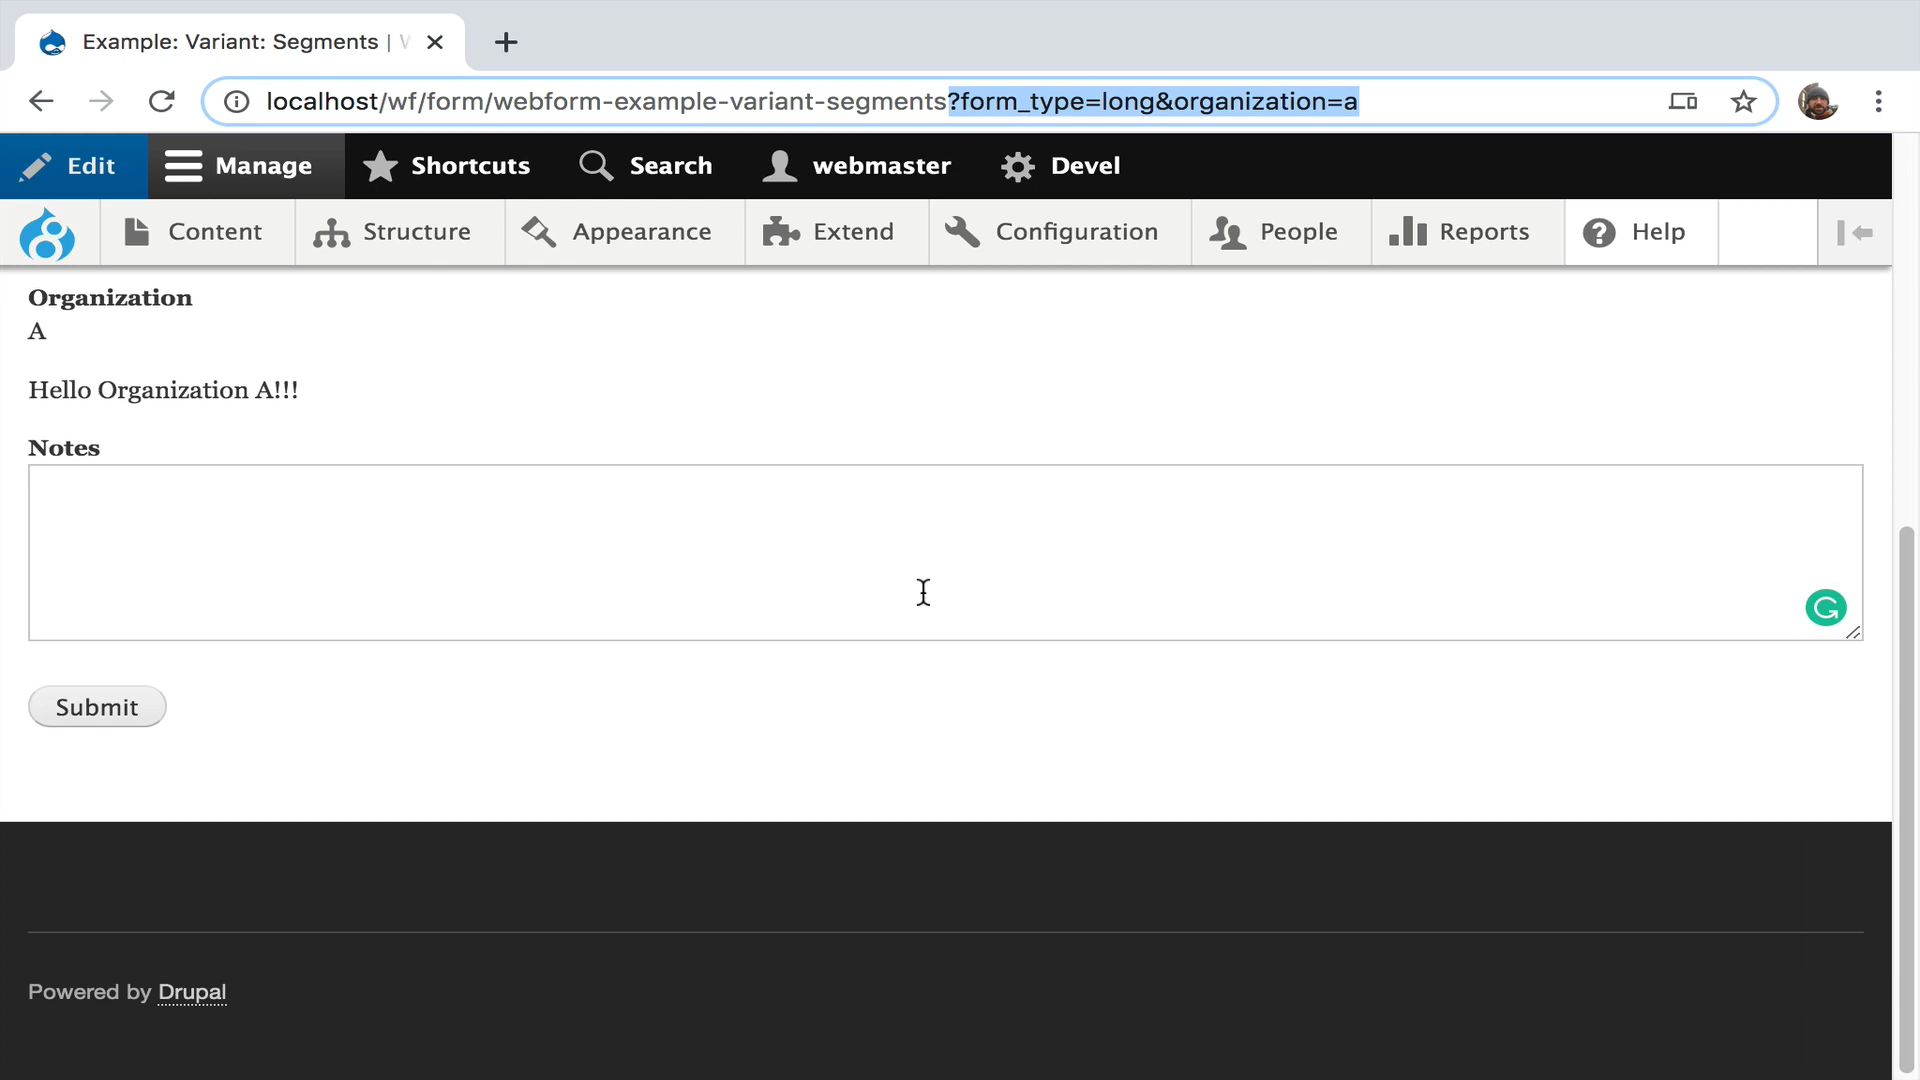 Example: Variant: Segments |
localhost/wf/form/webform-example-variant-segments?form_type=long&organization=a
Edit Manage Shortcuts Search webmaster Devel
Content Structure Appearance Extend Configuration People Reports Help
Organization
A
Hello Organization A!!!
Notes
Submit
Powered by Drupal